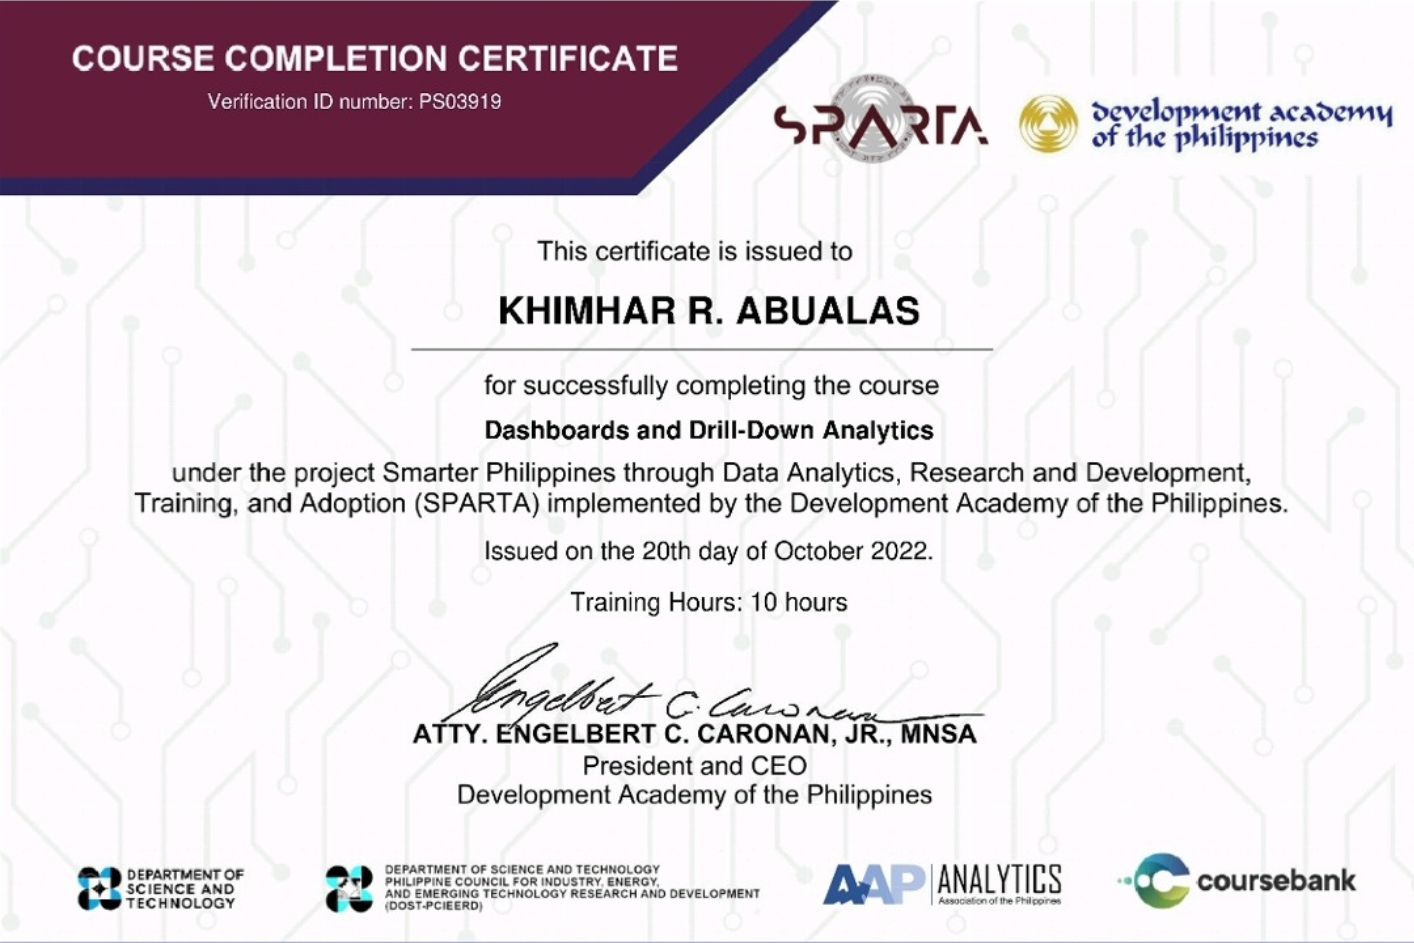 COURSE COMPLETION CERTIFICATE
Verification ID number: PS03919
SPARTA
development academy
of the philippines
This certificate is issued to
KHIMHAR R. ABUALAS
for successfully completing the course
Dashboards and Drill-Down Analytics
under the project Smarter Philippines through Data Analytics, Research and Development,
Training, and Adoption (SPARTA) implemented by the Development Academy of the Philippines.
Issued on the 20th day of October 2022.
Training Hours: 10 hours
Engelbert C. Caronan
ATTY. ENGELBERT C. CARONAN, JR., MNSA
President and CEO
Development Academy of the Philippines
DEPARTMENT OF
SCIENCE AND
TECHNOLOGY
DEPARTMENT OF SCIENCE AND TECHNOLOGY
PHILIPPINE COUNCIL FOR INDUSTRY, ENERGY,
AND EMERGING TECHNOLOGY RESEARCH AND DEVELOPMENT
(DOST-PCIEERD)
AAP ANALYTICS
Association of the Philippines
coursebank